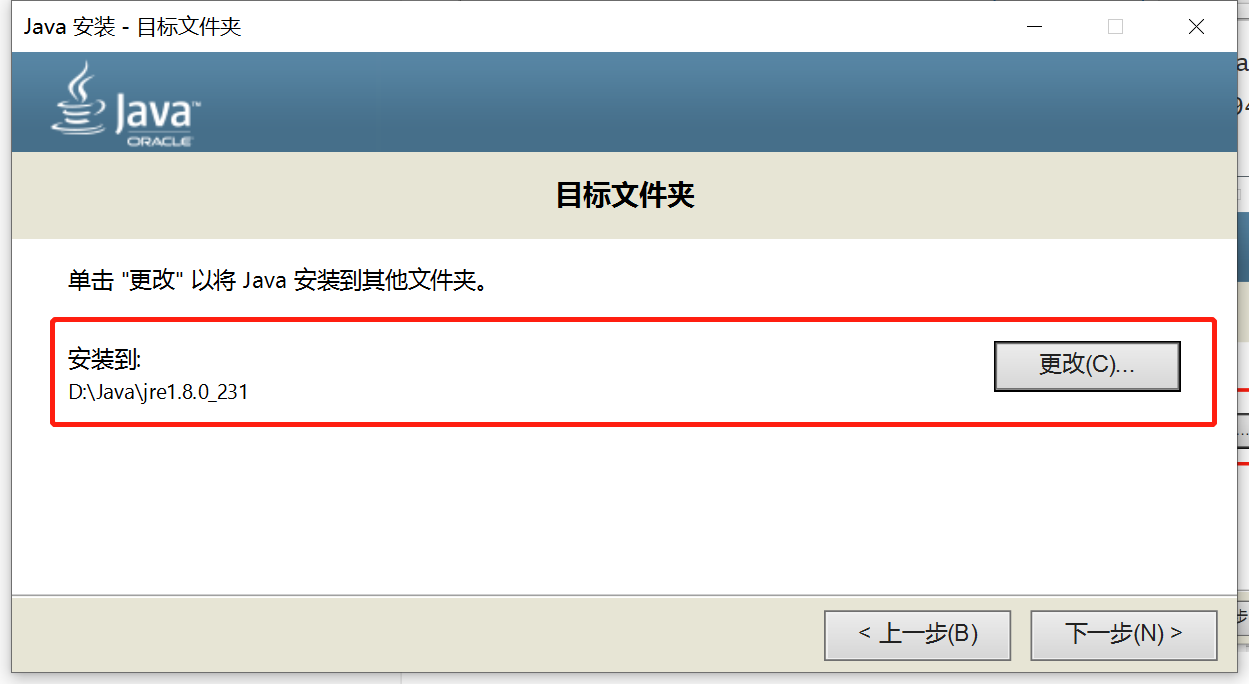 Java 安装 - 目标文件夹
Java™
ORACLE
目标文件夹
单击 "更改" 以将 Java 安装到其他文件夹。
安装到:
更改(C)...
D:\Java\jre1.8.0_231
< 上一步(B)
下一步(N) >